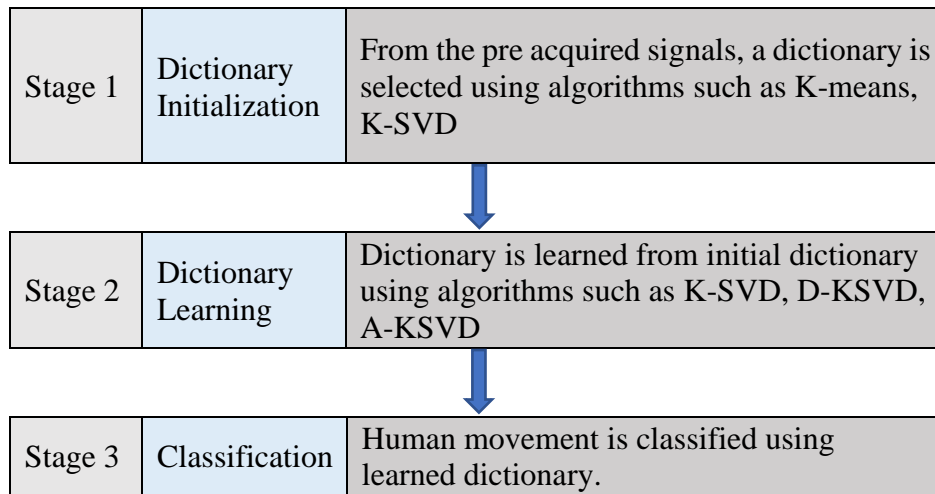 Stage 1
Dictionary
Initialization
From the pre acquired signals, a dictionary is
selected using algorithms such as K-means,
K-SVD
Stage 2
Dictionary
Learning
Dictionary is learned from initial dictionary
using algorithms such as K-SVD, D-KSVD,
A-KSVD
Stage 3
Classification
Human movement is classified using
learned dictionary.